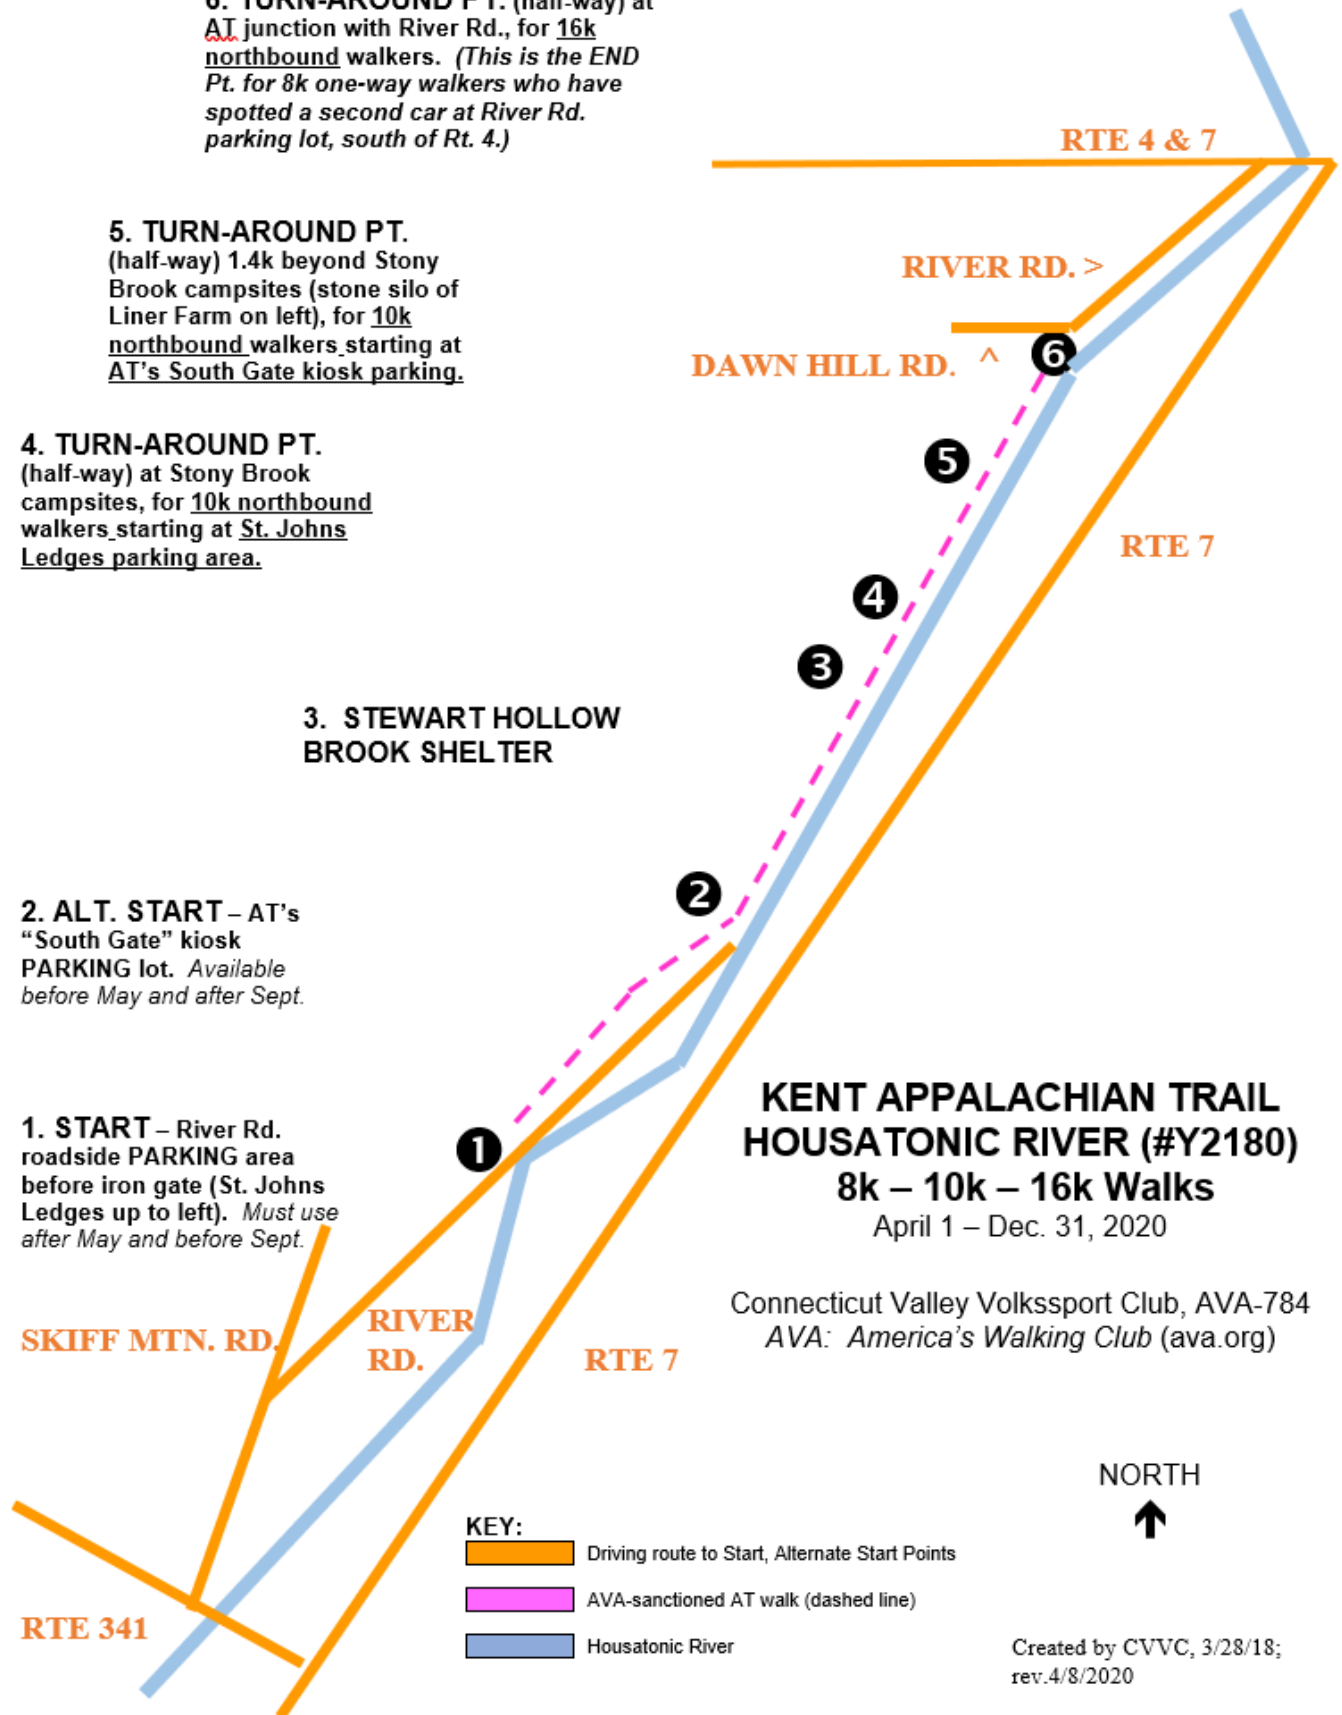 6. TURN-AROUND PT. (half-way) at
AT junction with River Rd., for 16k
northbound walkers. (This is the END
Pt. for 8k one-way walkers who have
spotted a second car at River Rd.
parking lot, south of Rt. 4.)
RTE 4 & 7
5. TURN-AROUND PT.
(half-way) 1.4k beyond Stony
Brook campsites (stone silo of
Liner Farm on left), for 10k
northbound walkers starting at
AT's South Gate kiosk parking.
RIVER RD. >
DAWN HILL RD. ^
6
4. TURN-AROUND PT.
(half-way) at Stony Brook
campsites, for 10k northbound
walkers starting at St. Johns
Ledges parking area.
5
RTE 7
4
3
3. STEWART HOLLOW
BROOK SHELTER
2
2. ALT. START – AT's
“South Gate” kiosk
PARKING lot. Available
before May and after Sept.
1
1. START – River Rd.
roadside PARKING area
before iron gate (St. Johns
Ledges up to left). Must use
after May and before Sept.
KENT APPALACHIAN TRAIL
HOUSATONIC RIVER (#Y2180)
8k – 10k – 16k Walks
April 1 – Dec. 31, 2020
Connecticut Valley Volkssport Club, AVA-784
AVA: America's Walking Club (ava.org)
SKIFF MTN. RD.
RIVER
RD.
RTE 7
NORTH
KEY:
Driving route to Start, Alternate Start Points
AVA-sanctioned AT walk (dashed line)
Housatonic River
RTE 341
Created by CVVC, 3/28/18;
rev.4/8/2020